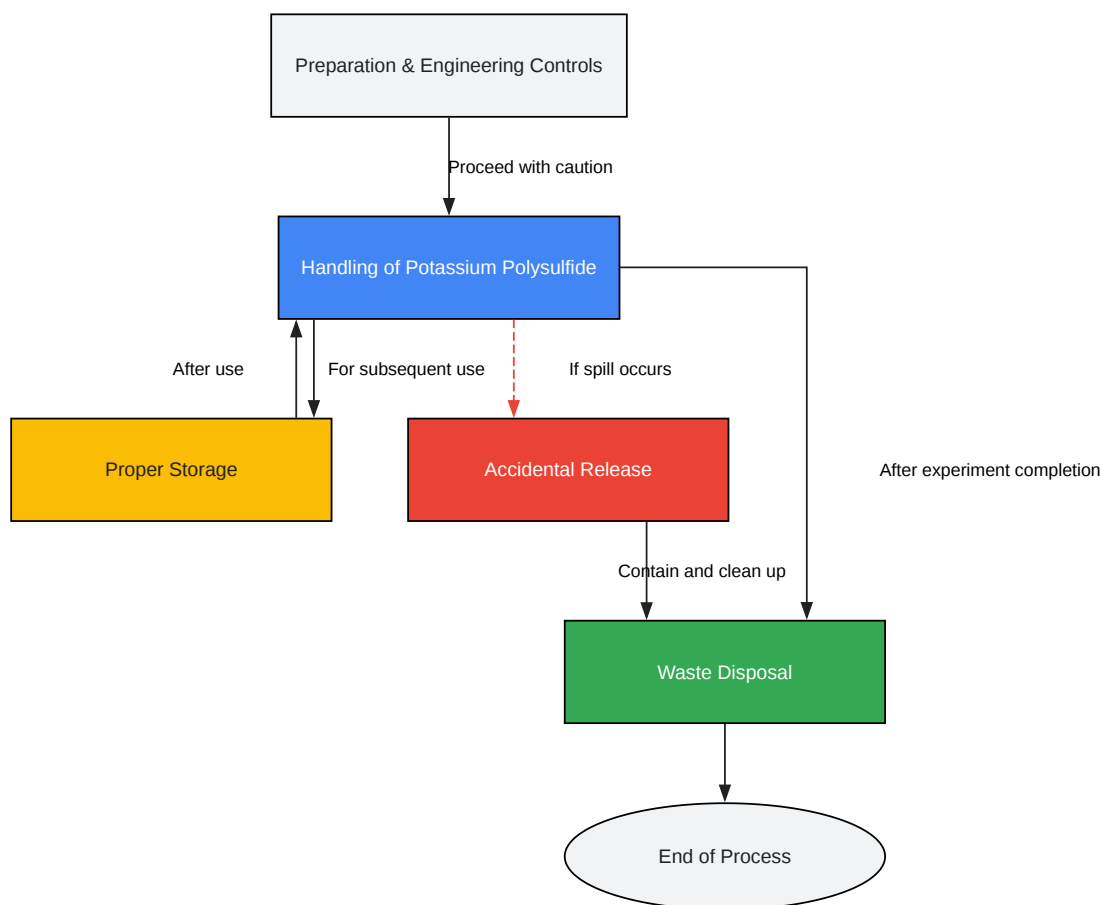 Preparation & Engineering Controls
Proceed with caution
Handling of Potassium Polysulfide
After use
For subsequent use
If spill occurs
Proper Storage
Accidental Release
After experiment completion
Contain and clean up
Waste Disposal
End of Process